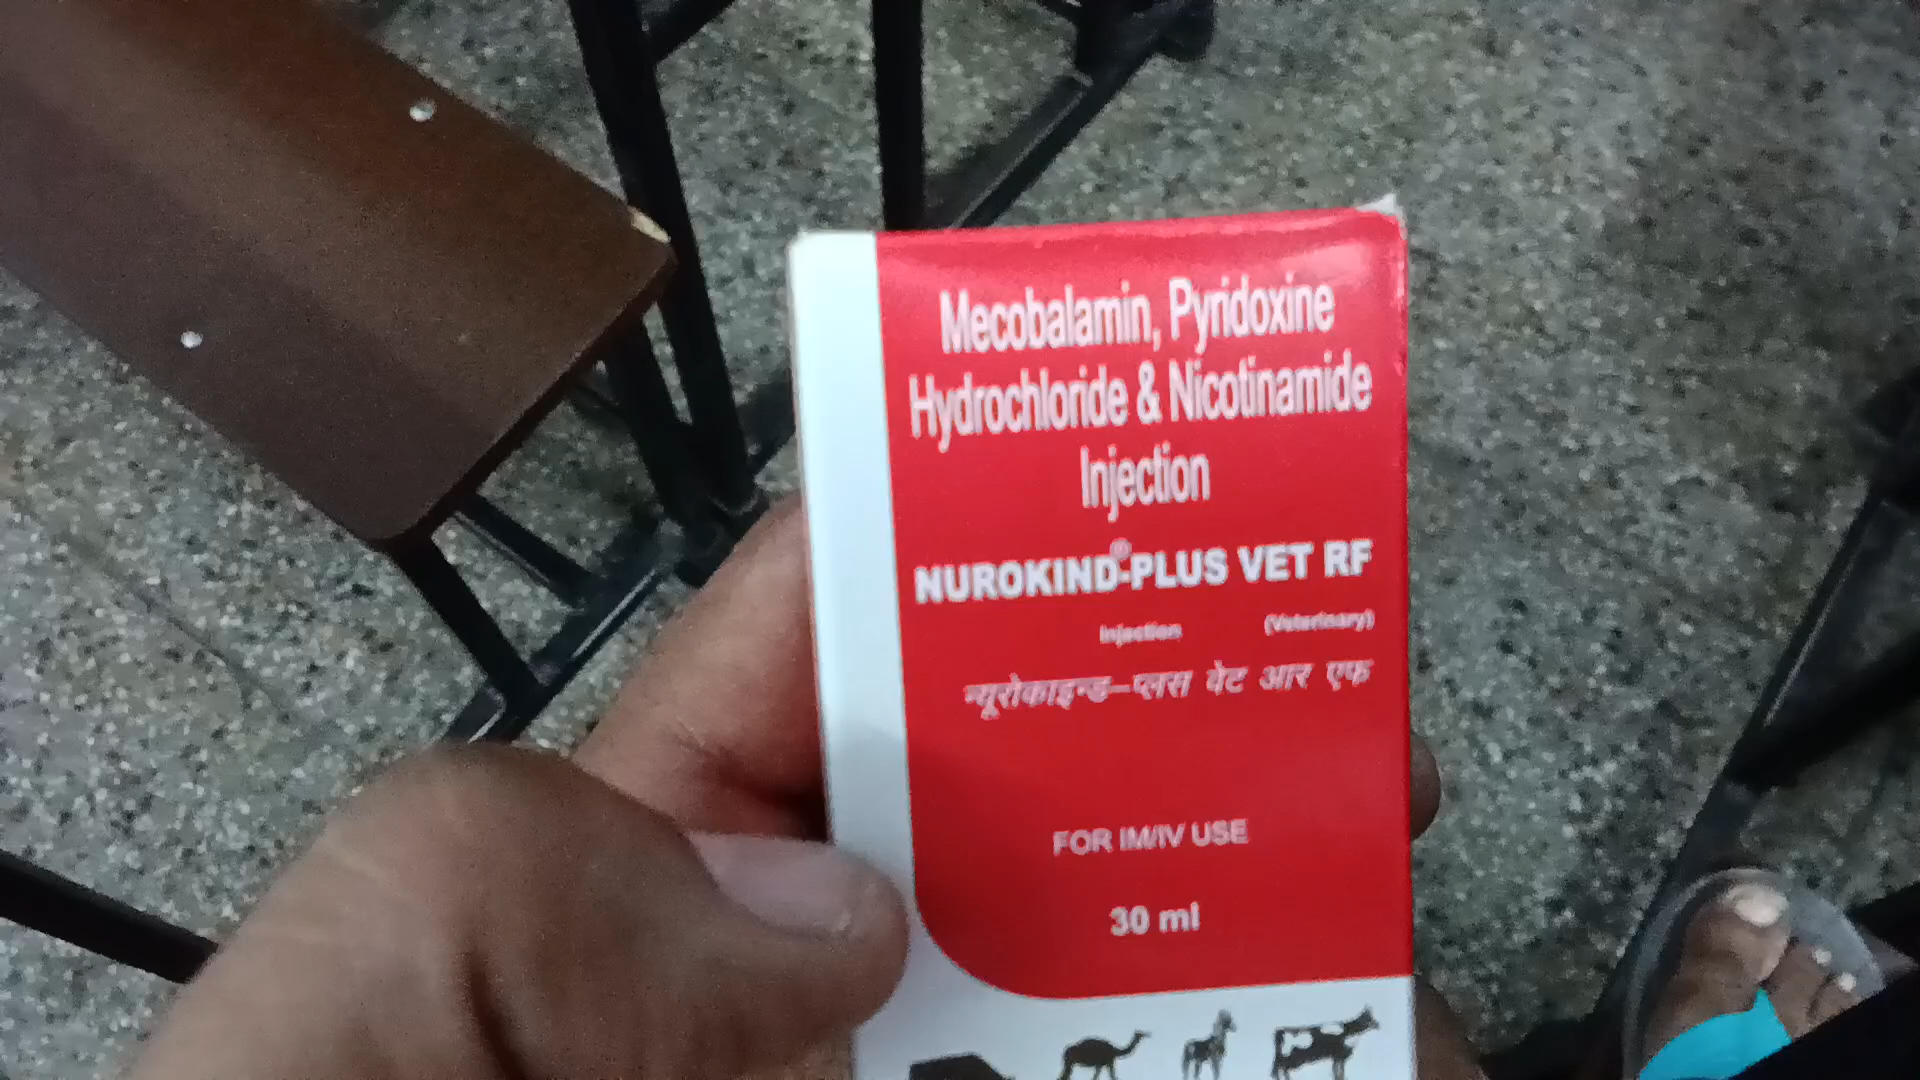 Mecobalamin, Pyridoxine
Hydrochloride & Nicotinamide
Injection
NUROKIND®-PLUS VET RF
Injection (Veterinary)
न्यूरोकाइन्ड-प्लस वेट आर एफ
FOR IM/IV USE
30 ml